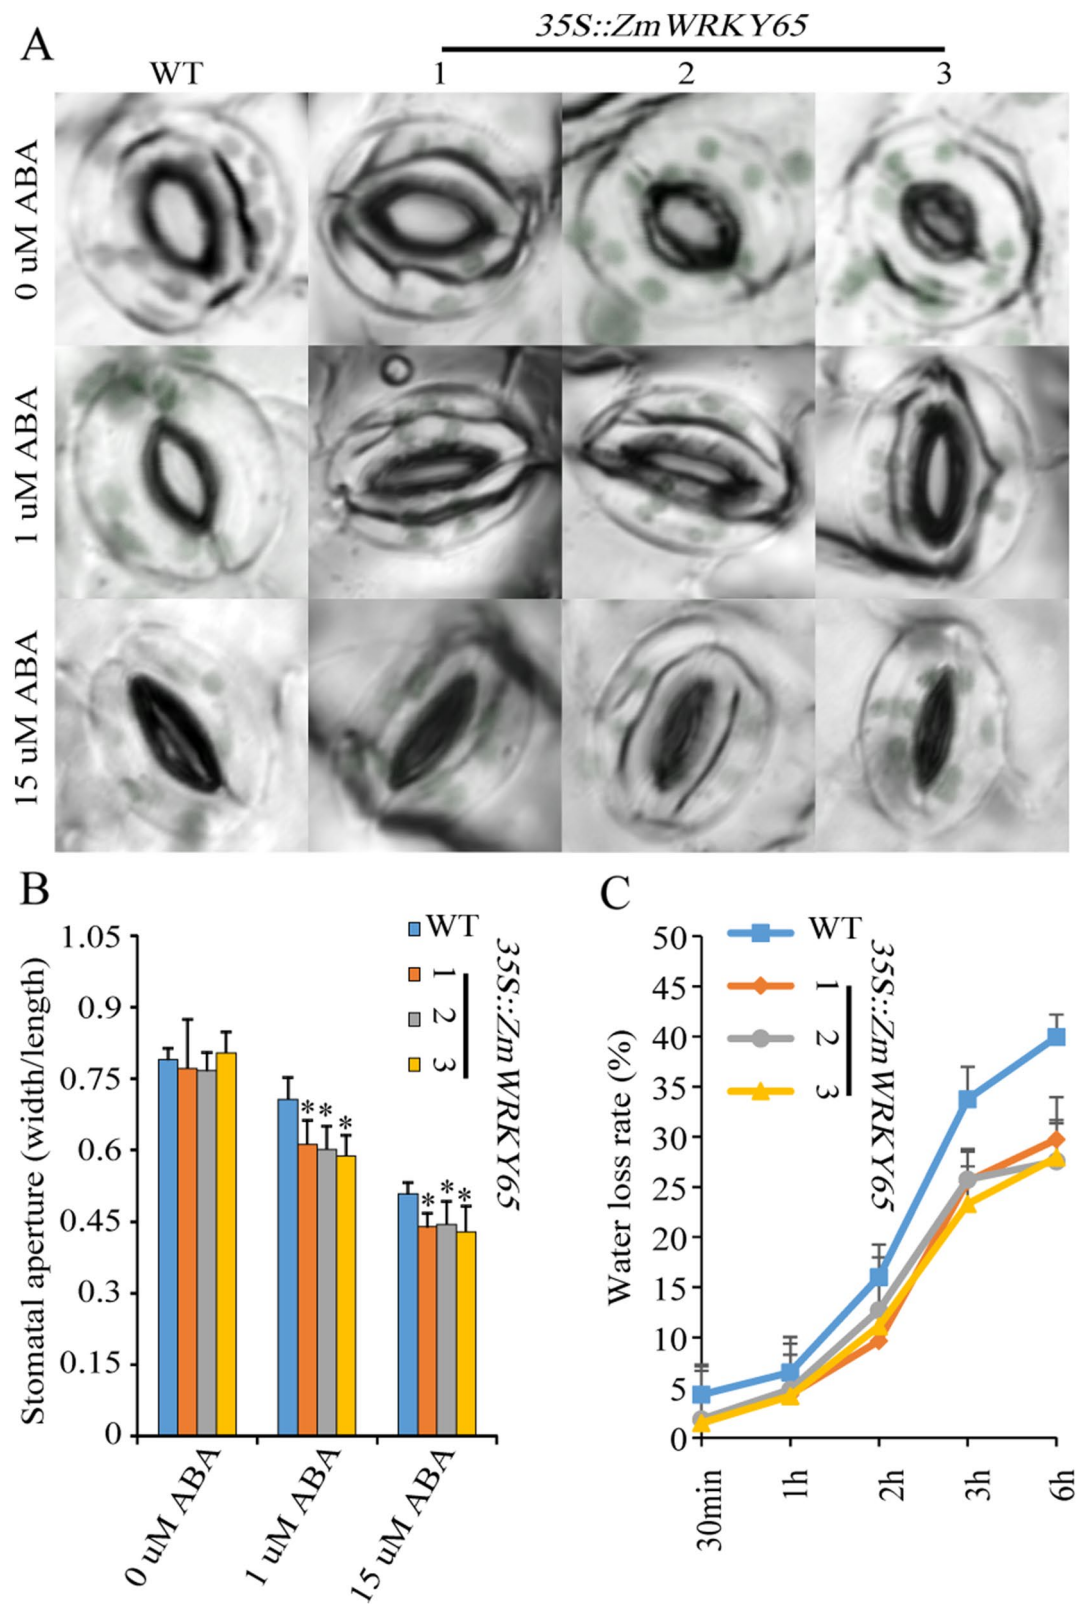 A
35S::ZmWRKY65
WT 1 2 3
0 uM ABA
1 uM ABA
15 uM ABA
B
Stomatal aperture (width/length)
1.05
0.9
0.75
0.6
0.45
0.3
0.15
0
WT
1
2
3
35S::ZmWRKY65
* * *
* * *
0 uM ABA
1 uM ABA
15 uM ABA
C
Water loss rate (%)
50
45
40
35
30
25
20
15
10
5
0
WT
1
2
3
35S::ZmWRKY65
30min
1h
2h
3h
6h